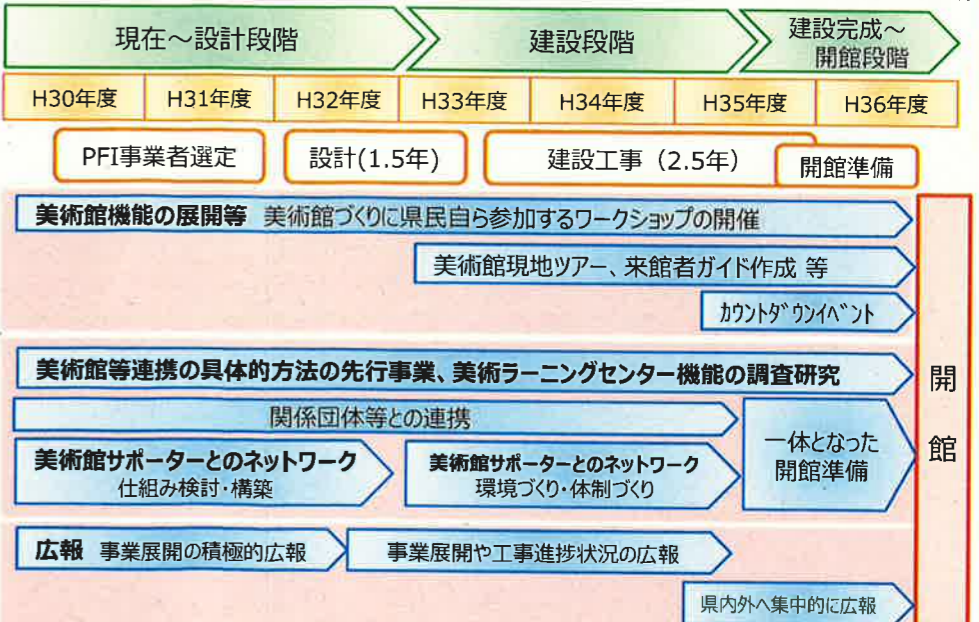 現在～設計段階
建設段階
建設完成～
開館段階
H30年度
H31年度
H32年度
H33年度
H34年度
H35年度
H36年度
PFI事業者選定
設計(1.5年)
建設工事（2.5年）
開館準備
美術館機能の展開等 美術館づくりに県民自ら参加するワークショップの開催
美術館現地ツアー、来館者ガイド作成 等
ｶｳﾝﾄﾀﾞｳﾝｲﾍﾞﾝﾄ
美術館等連携の具体的方法の先行事業、美術ラーニングセンター機能の調査研究
関係団体等との連携
美術館サポーターとのネットワーク
仕組み検討･構築
美術館サポーターとのネットワーク
環境づくり･体制づくり
一体となった
開館準備
広報 事業展開の積極的広報
事業展開や工事進捗状況の広報
県内外へ集中的に広報
開館